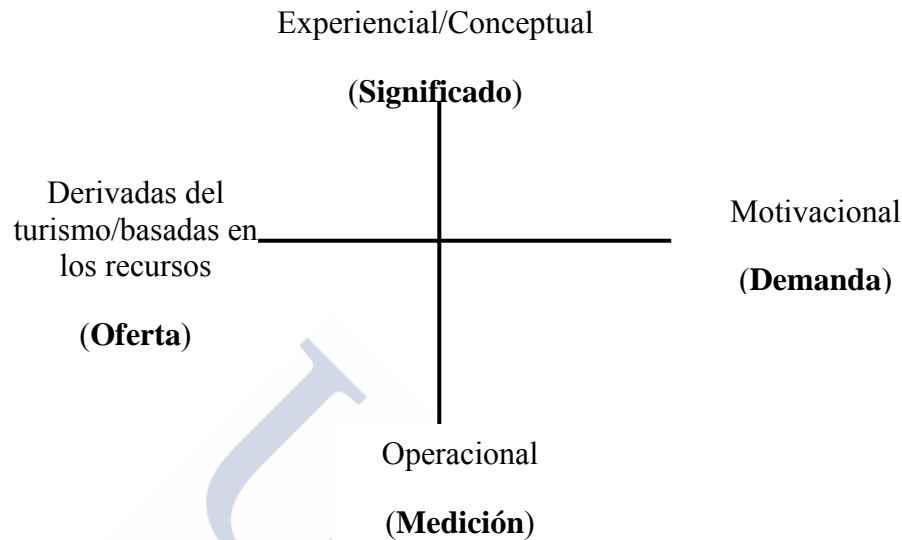 Experiencial/Conceptual
(Significado)
Derivadas del
turismo/basadas en
los recursos
(Oferta)
Motivacional
(Demanda)
Operacional
(Medición)